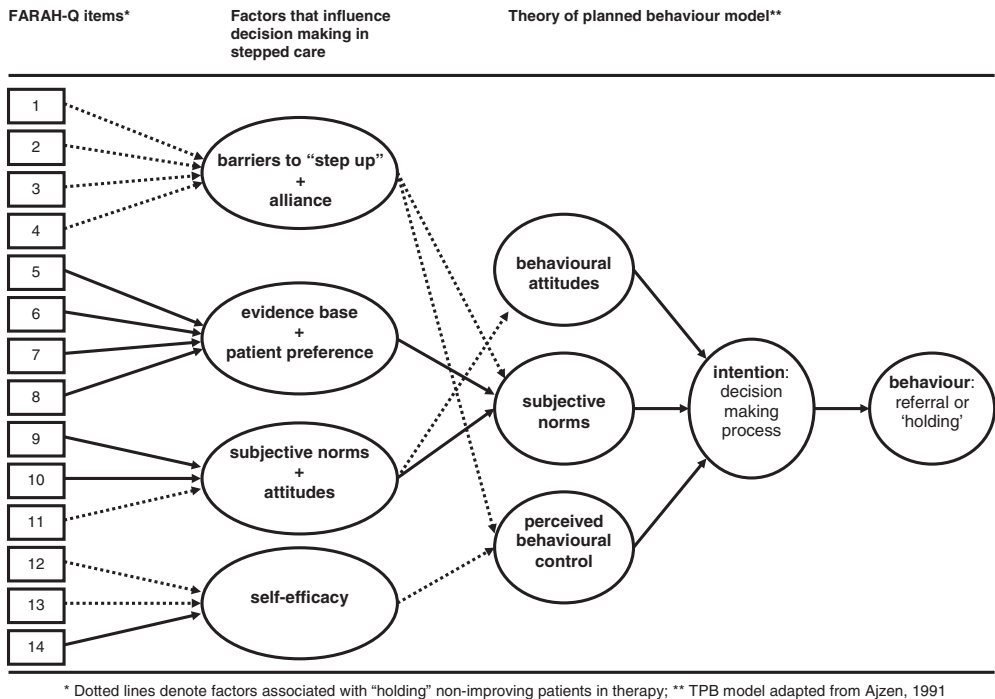 FARAH-Q items*
Factors that influence
decision making in
stepped care
Theory of planned behaviour model**
1
2
3
4
5
6
7
8
9
10
11
12
13
14
barriers to “step up”
+
alliance
evidence base
+
patient preference
subjective norms
+
attitudes
self-efficacy
behavioural
attitudes
subjective
norms
perceived
behavioural
control
intention:
decision
making
process
behaviour:
referral or
‘holding’
* Dotted lines denote factors associated with “holding” non-improving patients in therapy; ** TPB model adapted from Ajzen, 1991